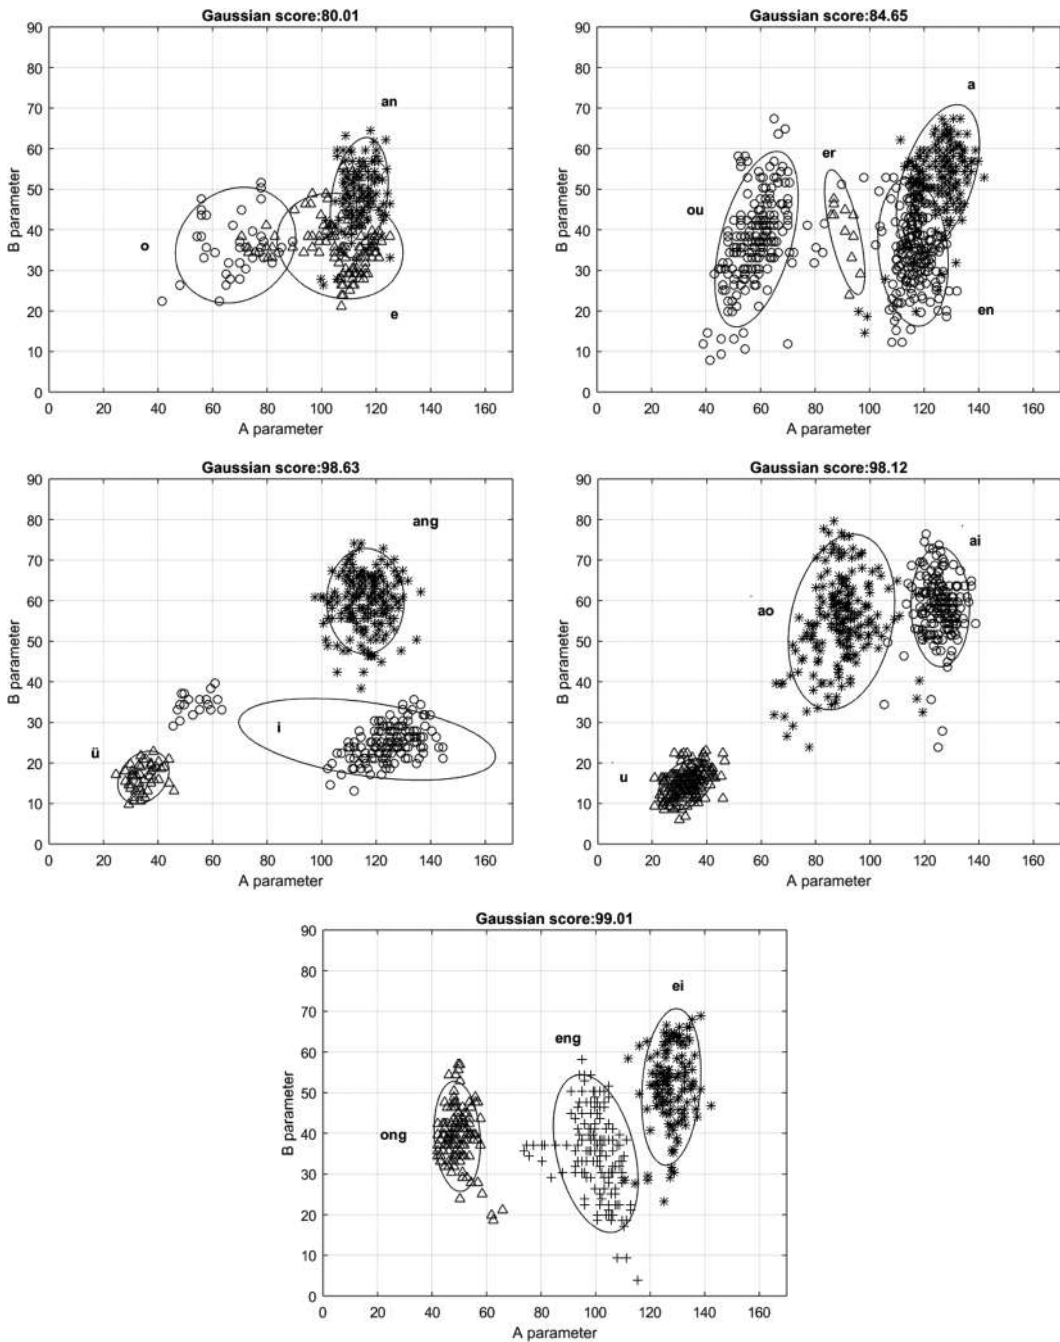 Gaussian score:80.01
90
80
70
60
50
40
30
20
10
0
B parameter
an
o
e
0 20 40 60 80 100 120 140 160
A parameter
Gaussian score:84.65
90
80
70
60
50
40
30
20
10
0
B parameter
a
er
ou
en
0 20 40 60 80 100 120 140 160
A parameter
Gaussian score:98.63
90
80
70
60
50
40
30
20
10
0
B parameter
ang
i
ü
0 20 40 60 80 100 120 140 160
A parameter
Gaussian score:98.12
90
80
70
60
50
40
30
20
10
0
B parameter
ai
ao
u
0 20 40 60 80 100 120 140 160
A parameter
Gaussian score:99.01
90
80
70
60
50
40
30
20
10
0
B parameter
ei
eng
ong
0 20 40 60 80 100 120 140 160
A parameter